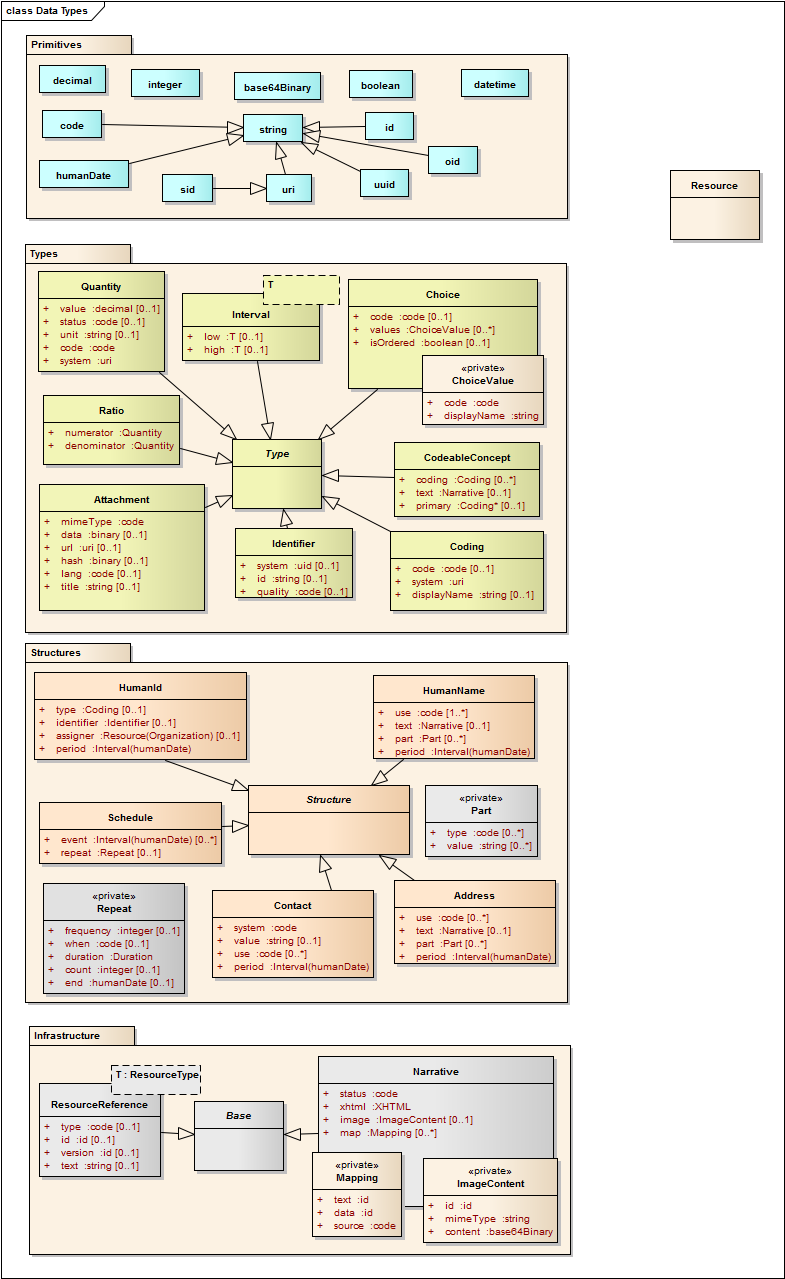 class Data Types
Primitives
decimal
integer
base64Binary
boolean
datetime
code
string
id
humanDate
oid
sid
uri
uuid
Resource
Types
Quantity
+ value :decimal [0..1]
+ status :code [0..1]
+ unit :string [0..1]
+ code :code
+ system :uri
T
Interval
+ low :T [0..1]
+ high :T [0..1]
Choice
+ code :code [0..1]
+ values :ChoiceValue [0..*]
+ isOrdered :boolean [0..1]
«private»
ChoiceValue
+ code :code
+ displayName :string
Ratio
+ numerator :Quantity
+ denominator :Quantity
Type
CodeableConcept
+ coding :Coding [0..*]
+ text :Narrative [0..1]
+ primary :Coding* [0..1]
Attachment
+ mimeType :code
+ data :binary [0..1]
+ url :uri [0..1]
+ hash :binary [0..1]
+ lang :code [0..1]
+ title :string [0..1]
Identifier
+ system :uid [0..1]
+ id :string [0..1]
+ quality :code [0..1]
Coding
+ code :code [0..1]
+ system :uri
+ displayName :string [0..1]
Structures
HumanId
+ type :Coding [0..1]
+ identifier :Identifier [0..1]
+ assigner :Resource(Organization) [0..1]
+ period :Interval(humanDate)
HumanName
+ use :code [1..*]
+ text :Narrative [0..1]
+ part :Part [0..*]
+ period :Interval(humanDate)
Structure
«private»
Part
+ type :code [0..*]
+ value :string [0..*]
Schedule
+ event :Interval(humanDate) [0..*]
+ repeat :Repeat [0..1]
«private»
Repeat
+ frequency :integer [0..1]
+ when :code [0..1]
+ duration :Duration
+ count :integer [0..1]
+ end :humanDate [0..1]
Contact
+ system :code
+ value :string [0..1]
+ use :code [0..*]
+ period :Interval(humanDate)
Address
+ use :code [0..*]
+ text :Narrative [0..1]
+ part :Part [0..*]
+ period :Interval(humanDate)
Infrastructure
T : ResourceType
ResourceReference
+ type :code [0..1]
+ id :id [0..1]
+ version :id [0..1]
+ text :string [0..1]
Base
Narrative
+ status :code
+ xhtml :XHTML
+ image :ImageContent [0..1]
+ map :Mapping [0..*]
«private»
Mapping
+ text :id
+ data :id
+ source :code
«private»
ImageContent
+ id :id
+ mimeType :string
+ content :base64Binary